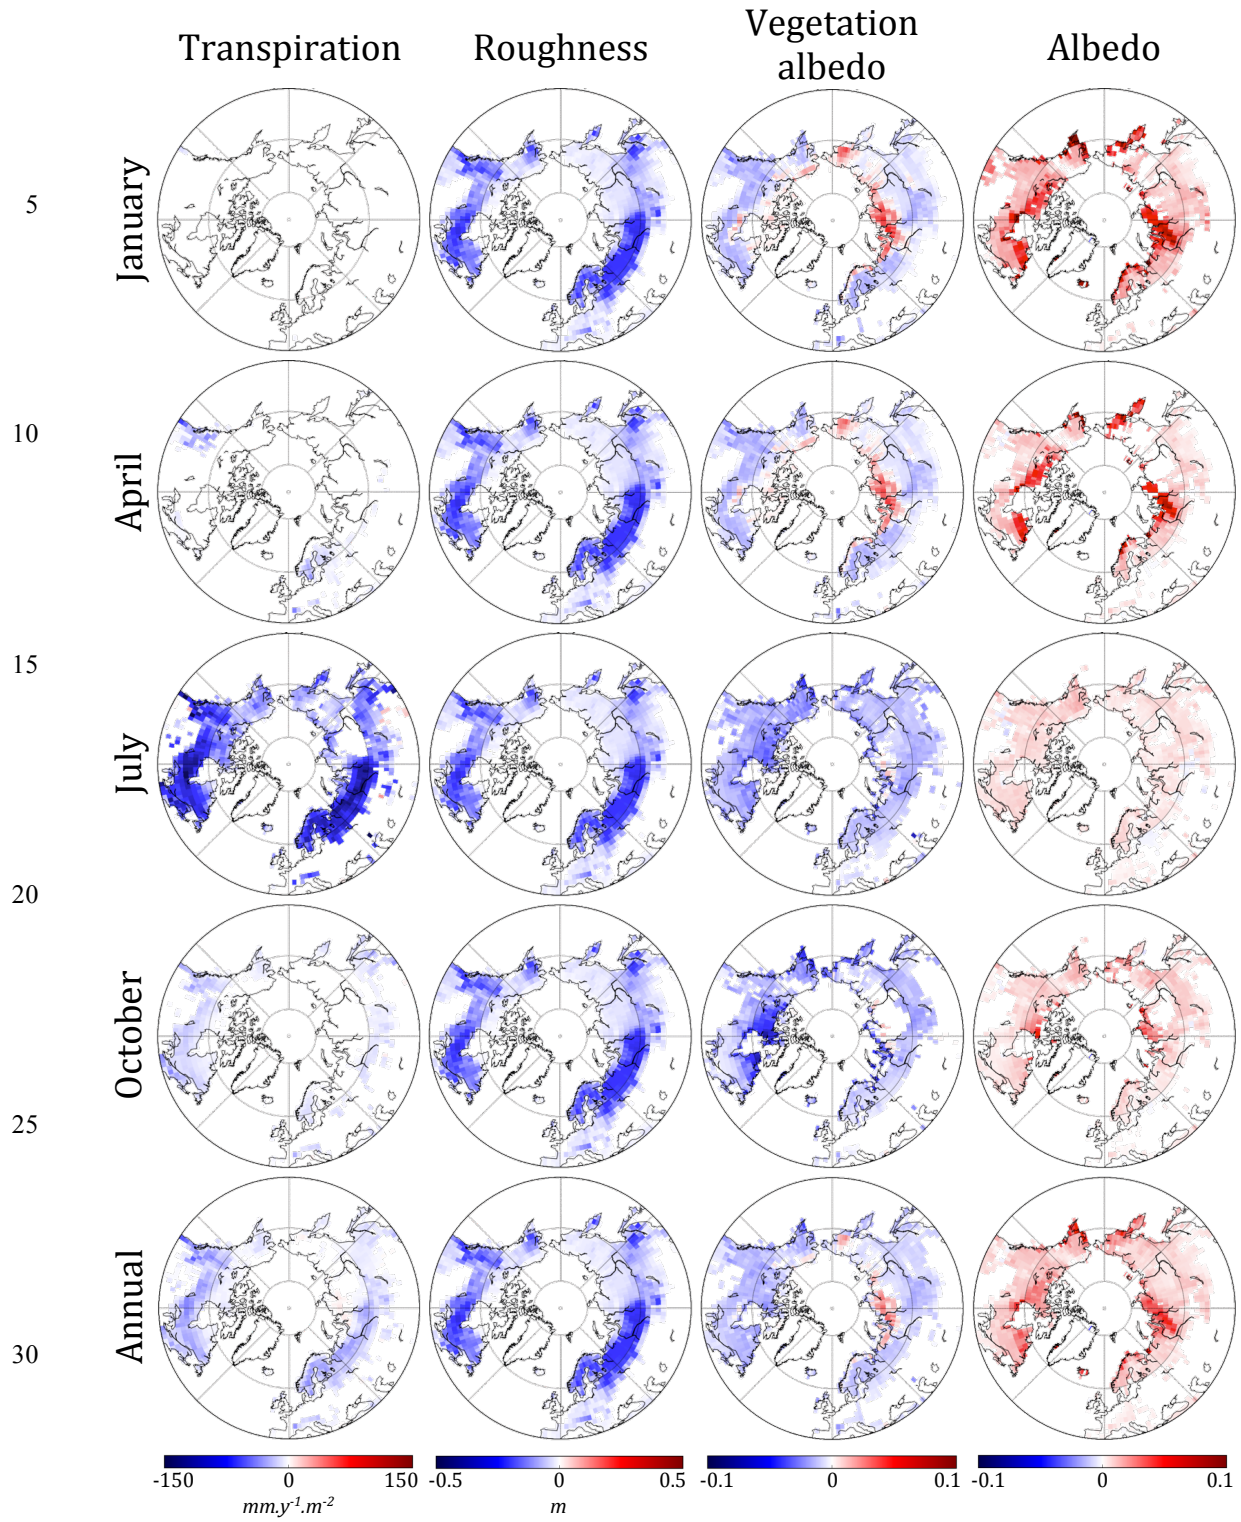 Transpiration Roughness Vegetation albedo Albedo
January
5
April
10
July
15
October
20
25
Annual
30
-150 0 150 -0.5 0 0.5 -0.1 0 0.1 -0.1 0 0.1
mm.y⁻¹.m⁻² m